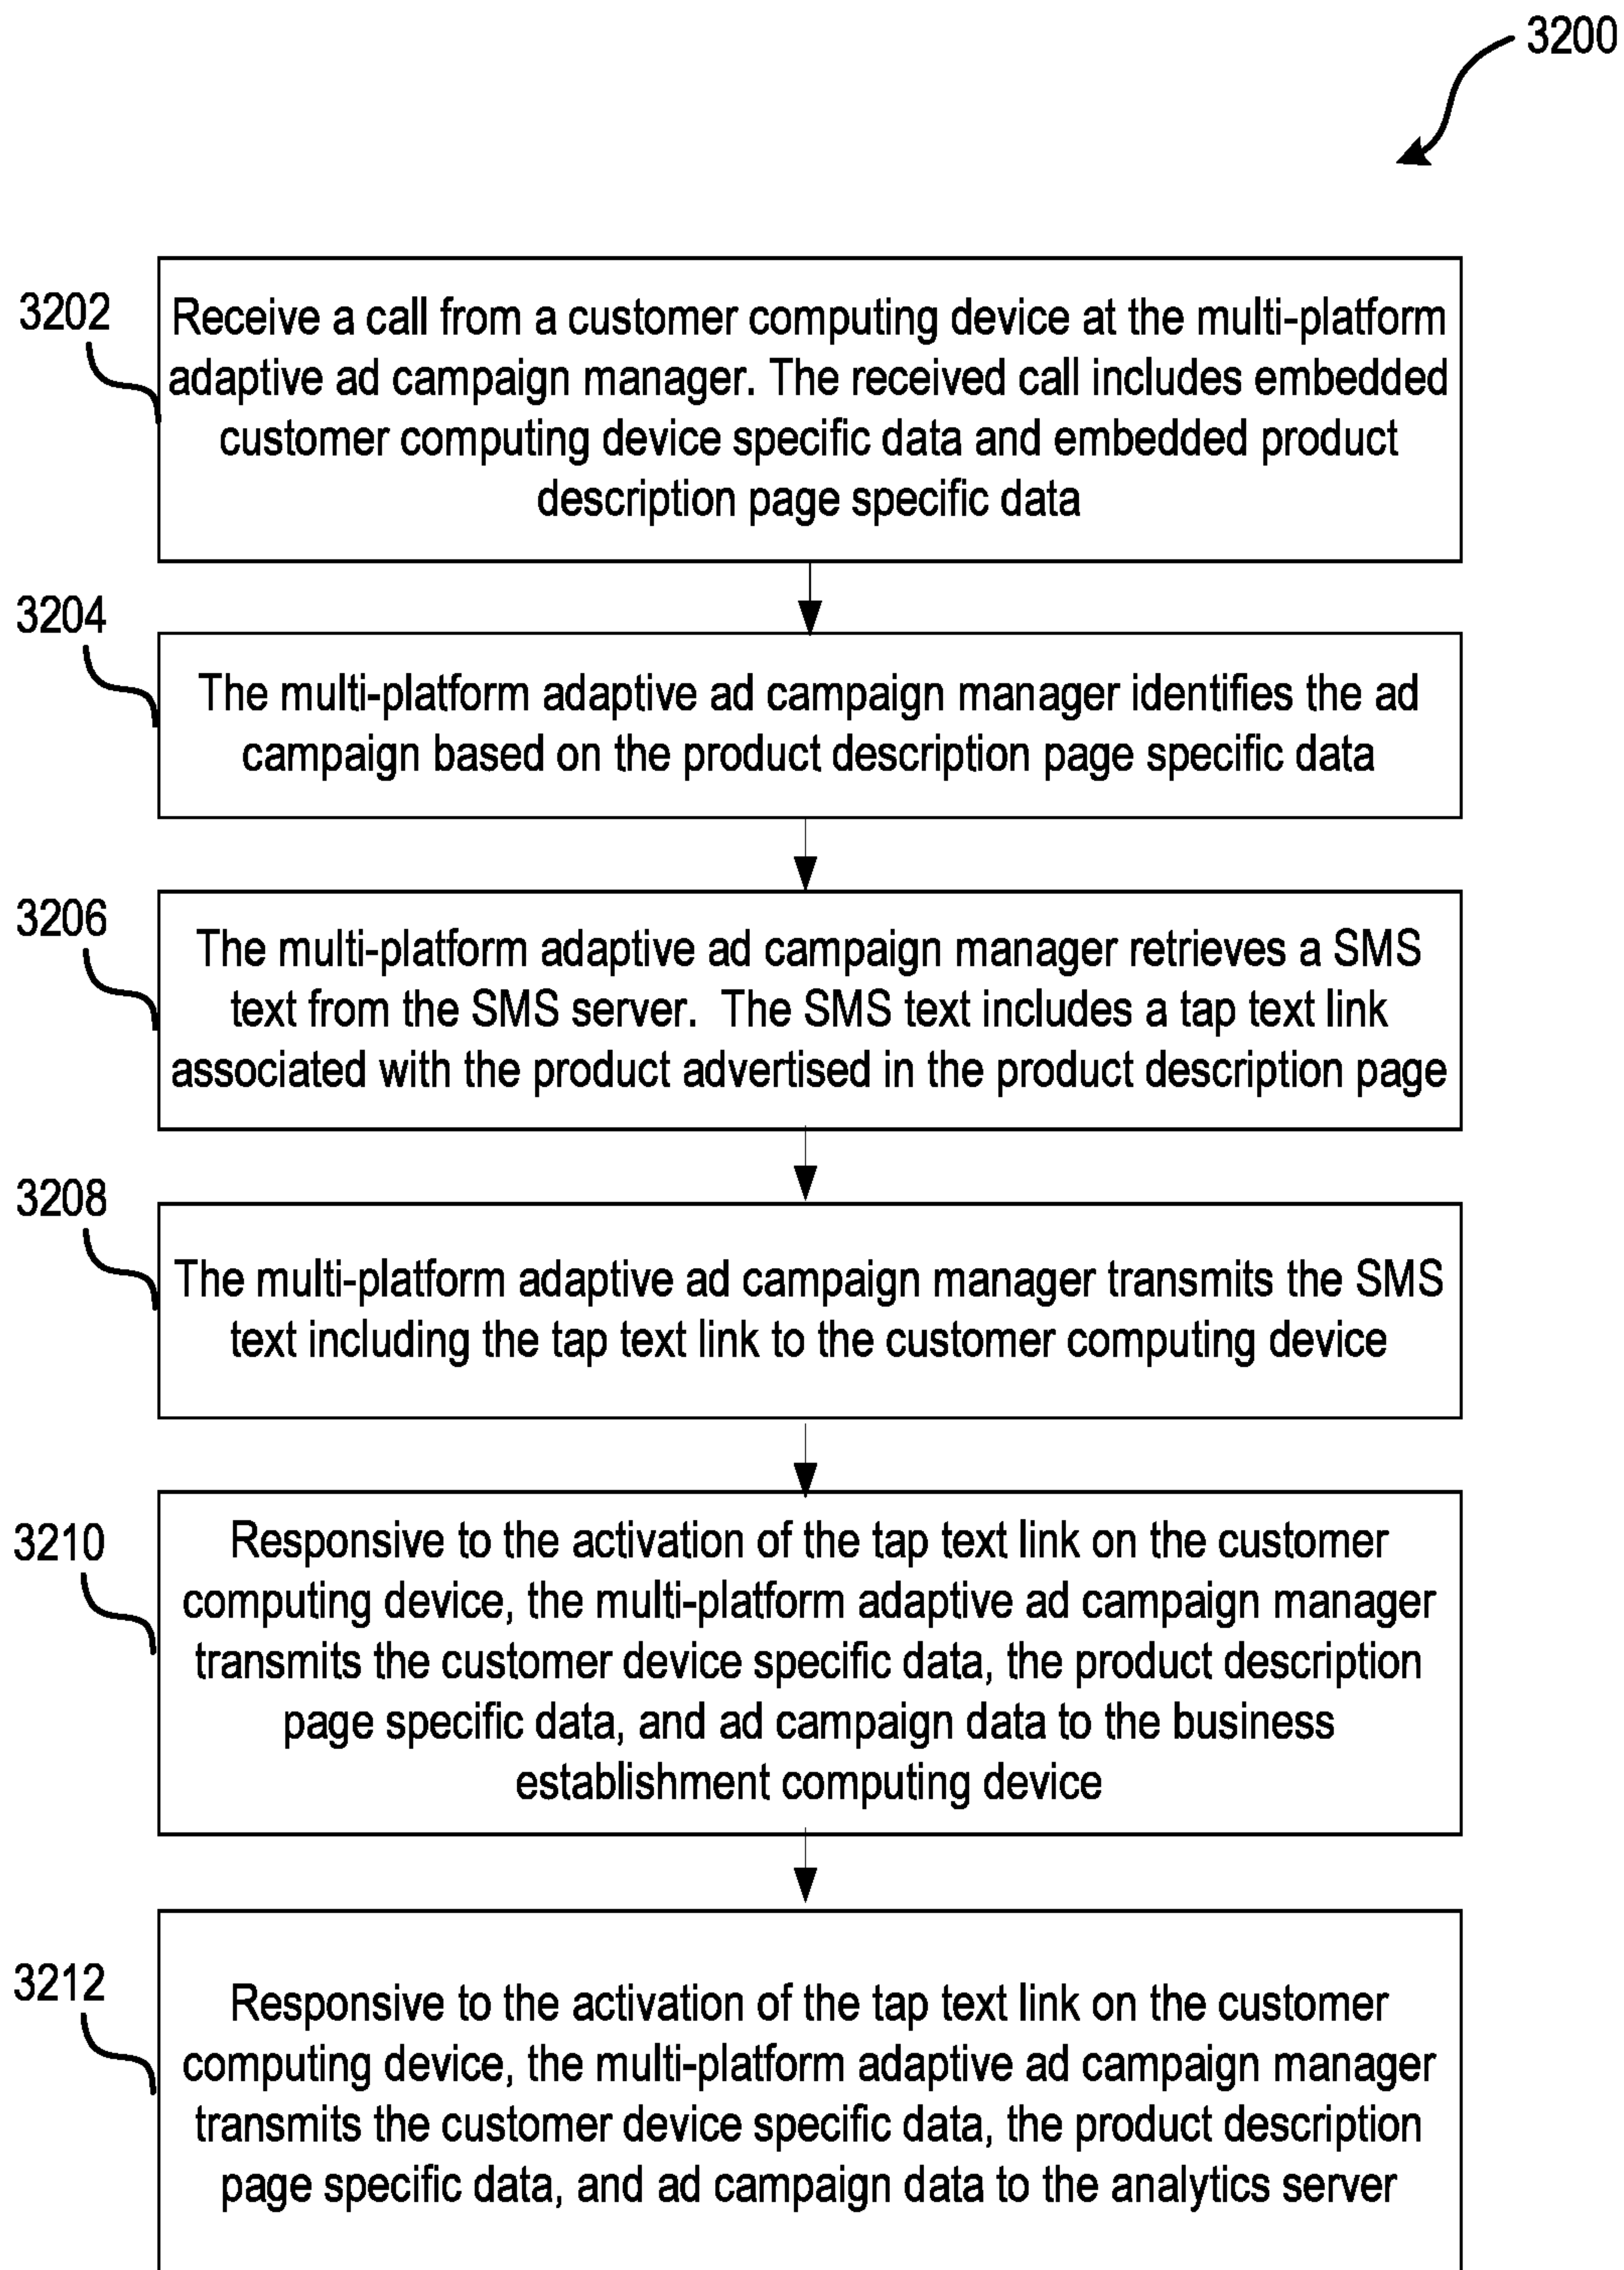 3200
3202
Receive a call from a customer computing device at the multi-platform
adaptive ad campaign manager. The received call includes embedded
customer computing device specific data and embedded product
description page specific data
3204
The multi-platform adaptive ad campaign manager identifies the ad
campaign based on the product description page specific data
3206
The multi-platform adaptive ad campaign manager retrieves a SMS
text from the SMS server. The SMS text includes a tap text link
associated with the product advertised in the product description page
3208
The multi-platform adaptive ad campaign manager transmits the SMS
text including the tap text link to the customer computing device
3210
Responsive to the activation of the tap text link on the customer
computing device, the multi-platform adaptive ad campaign manager
transmits the customer device specific data, the product description
page specific data, and ad campaign data to the business
establishment computing device
3212
Responsive to the activation of the tap text link on the customer
computing device, the multi-platform adaptive ad campaign manager
transmits the customer device specific data, the product description
page specific data, and ad campaign data to the analytics server